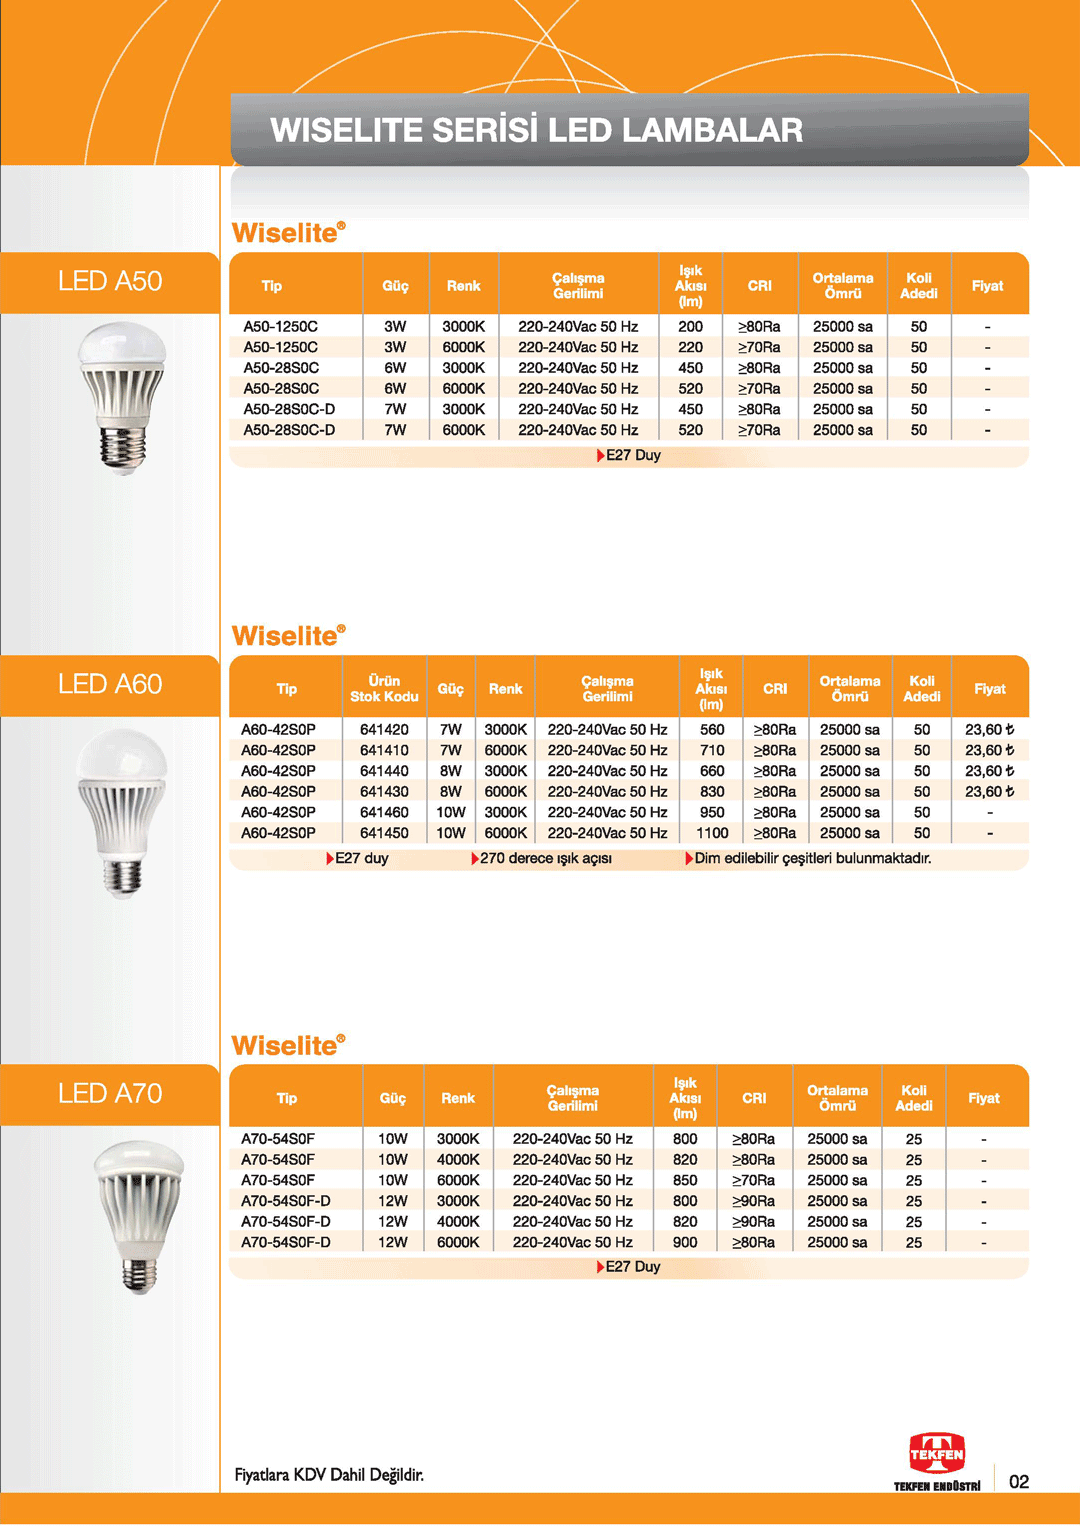 WISELITE SERİSİ LED LAMBALAR
Wiselite®
LED A50
Tip Güç Renk Çalışma Gerilimi Işık Akısı (lm) CRI Ortalama Ömrü Koli Adedi Fiyat
A50-1250C 3W 3000K 220-240Vac 50 Hz 200 ≥80Ra 25000 sa 50 -
A50-1250C 3W 6000K 220-240Vac 50 Hz 220 ≥70Ra 25000 sa 50 -
A50-28S0C 6W 3000K 220-240Vac 50 Hz 450 ≥80Ra 25000 sa 50 -
A50-28S0C 6W 6000K 220-240Vac 50 Hz 520 ≥70Ra 25000 sa 50 -
A50-28S0C-D 7W 3000K 220-240Vac 50 Hz 450 ≥80Ra 25000 sa 50 -
A50-28S0C-D 7W 6000K 220-240Vac 50 Hz 520 ≥70Ra 25000 sa 50 -
E27 Duy
Wiselite®
LED A60
Tip Ürün Stok Kodu Güç Renk Çalışma Gerilimi Işık Akısı (lm) CRI Ortalama Ömrü Koli Adedi Fiyat
A60-42S0P 641420 7W 3000K 220-240Vac 50 Hz 560 ≥80Ra 25000 sa 50 23,60 ₺
A60-42S0P 641410 7W 6000K 220-240Vac 50 Hz 710 ≥80Ra 25000 sa 50 23,60 ₺
A60-42S0P 641440 8W 3000K 220-240Vac 50 Hz 660 ≥80Ra 25000 sa 50 23,60 ₺
A60-42S0P 641430 8W 6000K 220-240Vac 50 Hz 830 ≥80Ra 25000 sa 50 23,60 ₺
A60-42S0P 641460 10W 3000K 220-240Vac 50 Hz 950 ≥80Ra 25000 sa 50 -
A60-42S0P 641450 10W 6000K 220-240Vac 50 Hz 1100 ≥80Ra 25000 sa 50 -
E27 duy 270 derece ışık açısı Dim edilebilir çeşitleri bulunmaktadır.
Wiselite®
LED A70
Tip Güç Renk Çalışma Gerilimi Işık Akısı (lm) CRI Ortalama Ömrü Koli Adedi Fiyat
A70-54S0F 10W 3000K 220-240Vac 50 Hz 800 ≥80Ra 25000 sa 25 -
A70-54S0F 10W 4000K 220-240Vac 50 Hz 820 ≥80Ra 25000 sa 25 -
A70-54S0F 10W 6000K 220-240Vac 50 Hz 850 ≥70Ra 25000 sa 25 -
A70-54S0F-D 12W 3000K 220-240Vac 50 Hz 800 ≥90Ra 25000 sa 25 -
A70-54S0F-D 12W 4000K 220-240Vac 50 Hz 820 ≥90Ra 25000 sa 25 -
A70-54S0F-D 12W 6000K 220-240Vac 50 Hz 900 ≥80Ra 25000 sa 25 -
E27 Duy
Fiyatlara KDV Dahil Değildir.
TEKFEN
TEKFEN ENDÜSTRİ
02